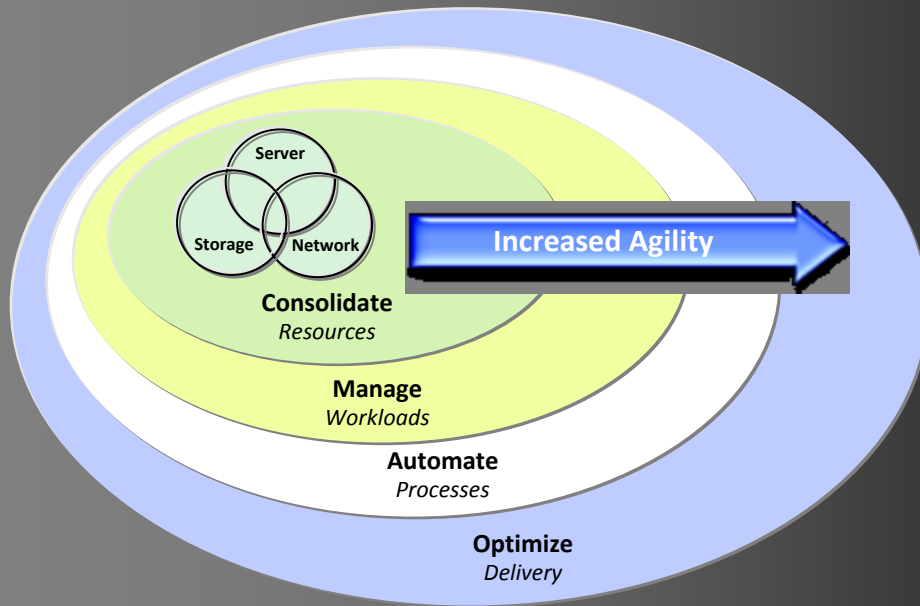 Server
Storage
Network
Increased Agility
Consolidate
Resources
Manage
Workloads
Automate
Processes
Optimize
Delivery